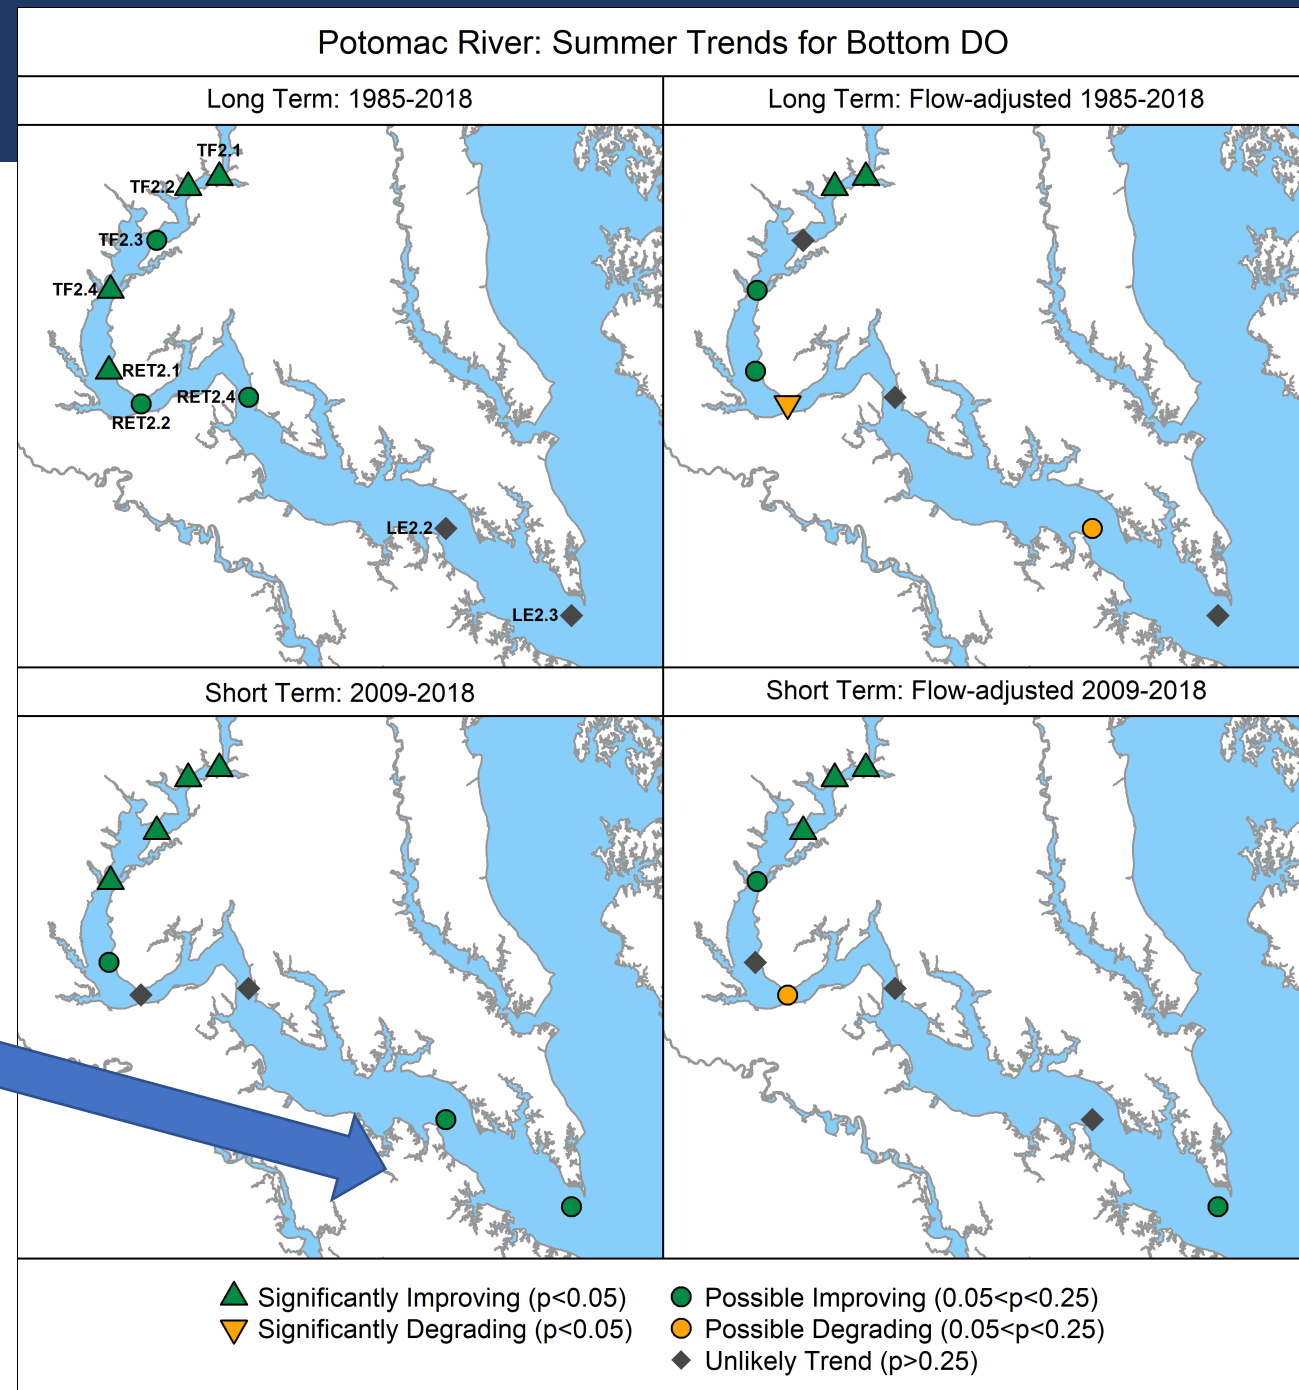 Potomac River: Summer Trends for Bottom DO
Long Term: 1985-2018
Long Term: Flow-adjusted 1985-2018
TF2.1
TF2.2
TF2.3
TF2.4
RET2.1
RET2.4
RET2.2
LE2.2
LE2.3
Short Term: 2009-2018
Short Term: Flow-adjusted 2009-2018
Significantly Improving (p<0.05)
Possible Improving (0.05<p<0.25)
Significantly Degrading (p<0.05)
Possible Degrading (0.05<p<0.25)
Unlikely Trend (p>0.25)